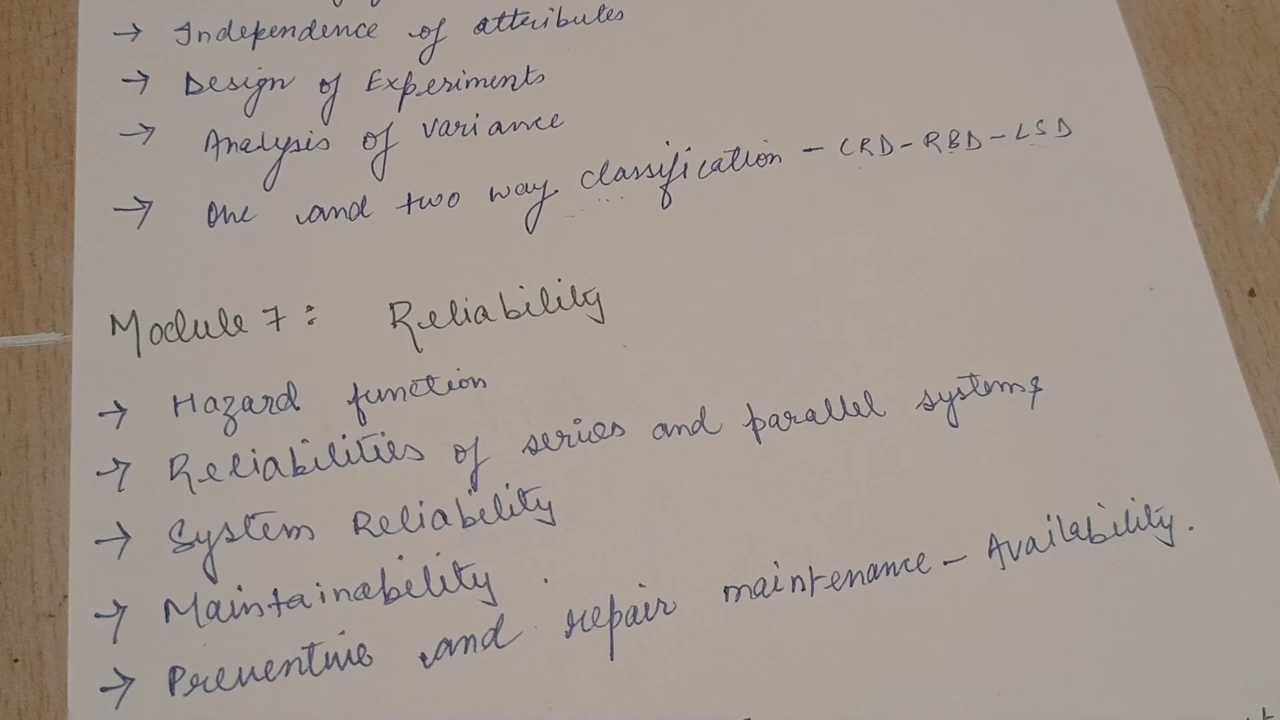 → Independence of attributes
→ Design of Experiments
→ Analysis of variance
→ One and two way classification - CRD-RBD-LSD
Module 7: Reliability
→ Hazard function
→ Reliabilities of series and parallel systems
→ System Reliability
→ Maintainability
→ Preventive and repair maintenance - Availability.